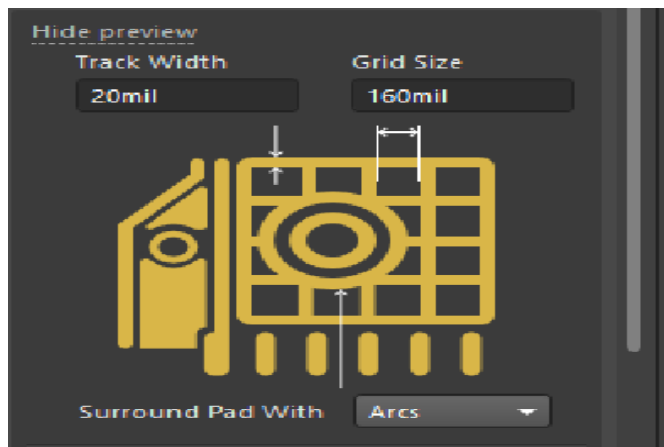 Hide preview
Track Width Grid Size
20mil 160mil
Surround Pad With Arcs